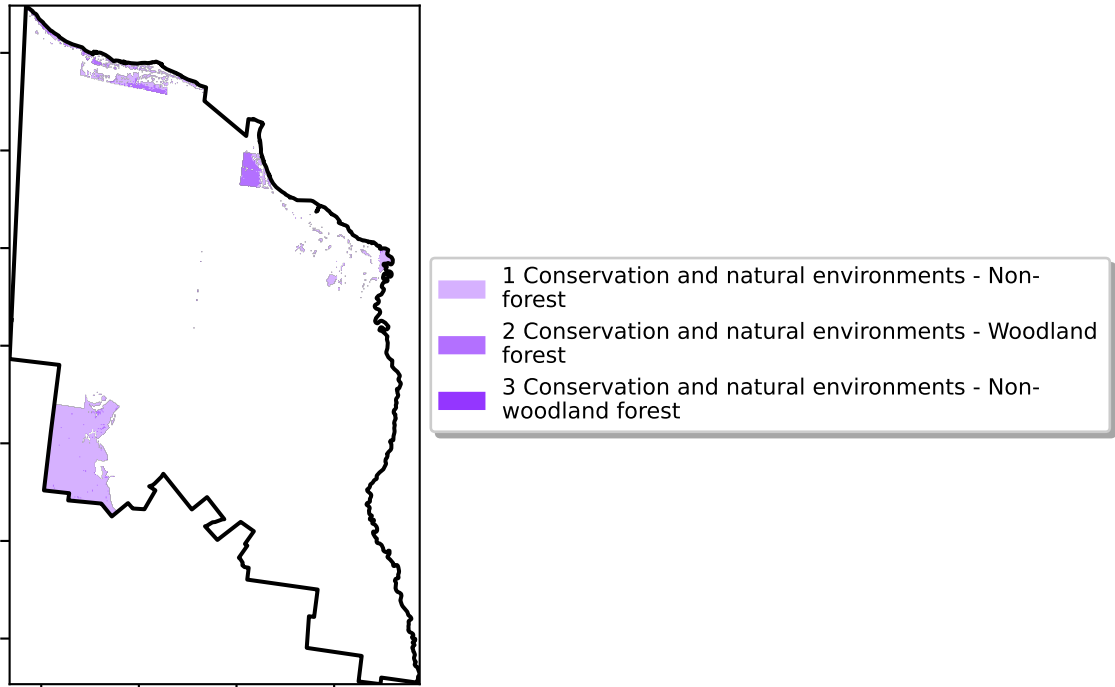 1 Conservation and natural environments - Non-
forest
2 Conservation and natural environments - Woodland
forest
3 Conservation and natural environments - Non-
woodland forest